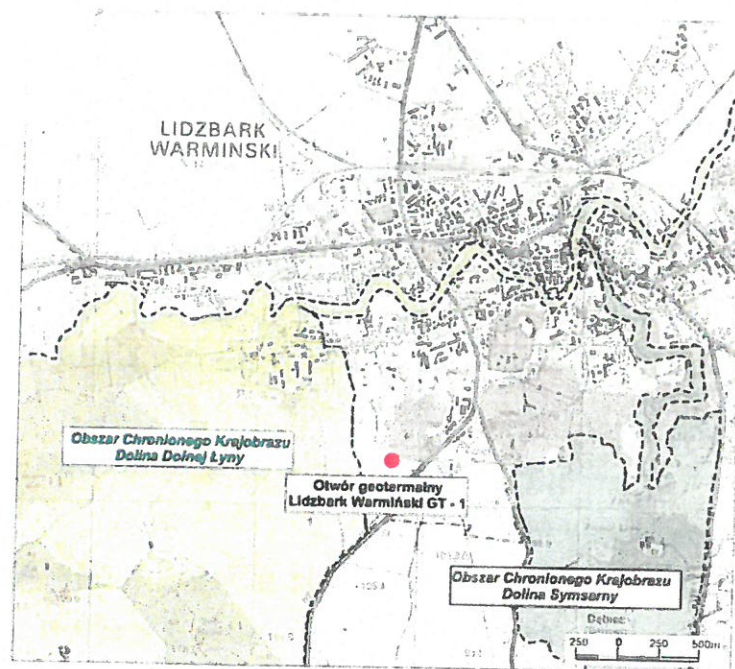 LIDZBARK
WARMINSKI
Obszar Chronionego Krajobrazu
Dolina Dolnej Łyny
Otwór geotermalny
Lidzbark Warmiński GT - 1
Obszar Chronionego Krajobrazu
Dolina Symsarny
250 0 250 500m